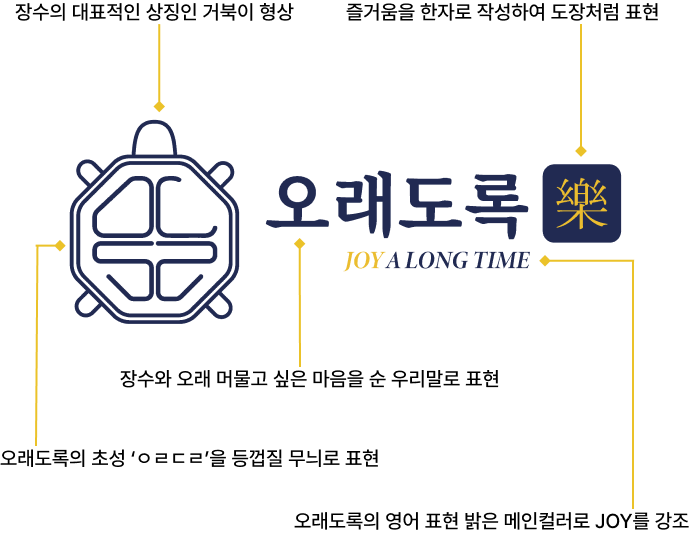 장수의 대표적인 상징인 거북이 형상
즐거움을 한자로 작성하여 도장처럼 표현
오래도록 樂
JOY A LONG TIME
장수와 오래 머물고 싶은 마음을 순 우리말로 표현
오래도록의 초성 ‘ㅇㄹㄷㄹ’을 등껍질 무늬로 표현
오래도록의 영어 표현 밝은 메인컬러로 JOY를 강조